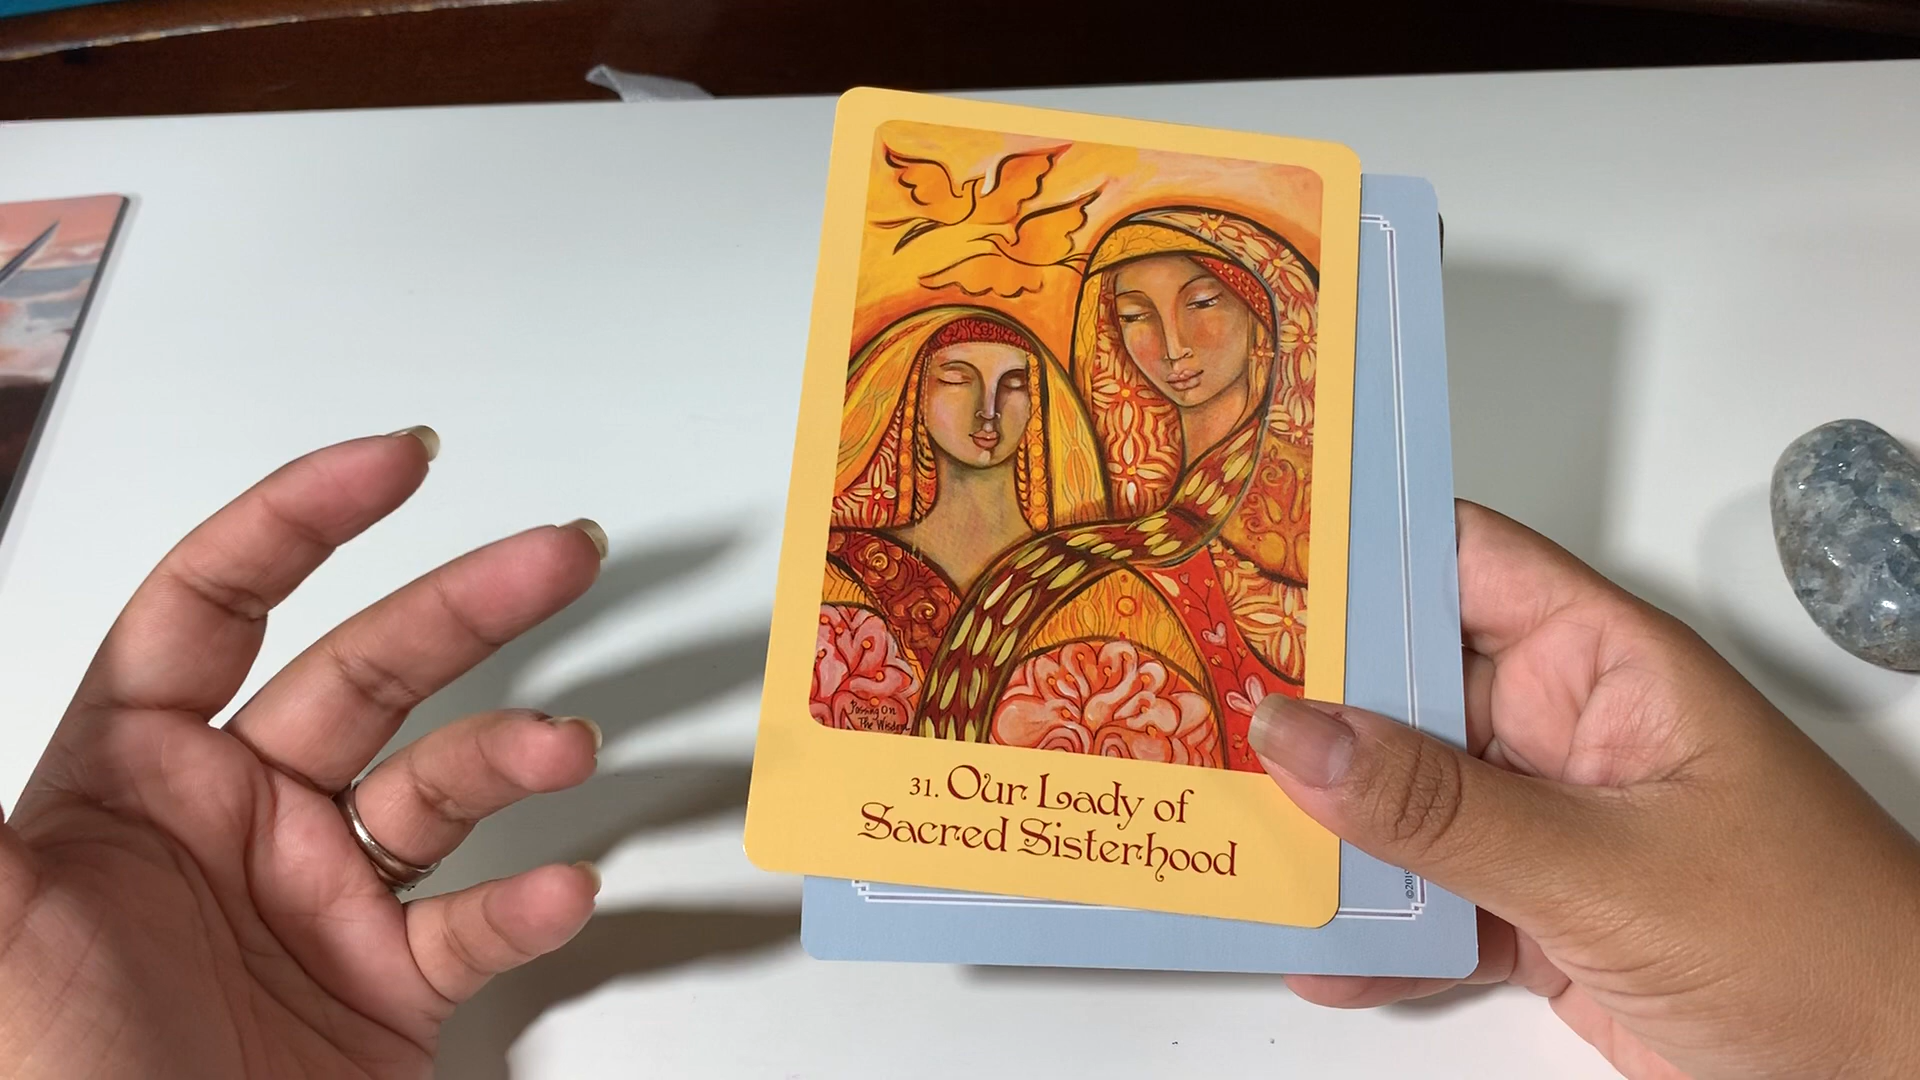 Passing On
The Wisdom
31. Our Lady of
Sacred Sisterhood